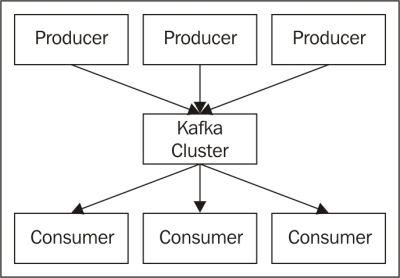 Producer
Producer
Producer
Kafka
Cluster
Consumer
Consumer
Consumer